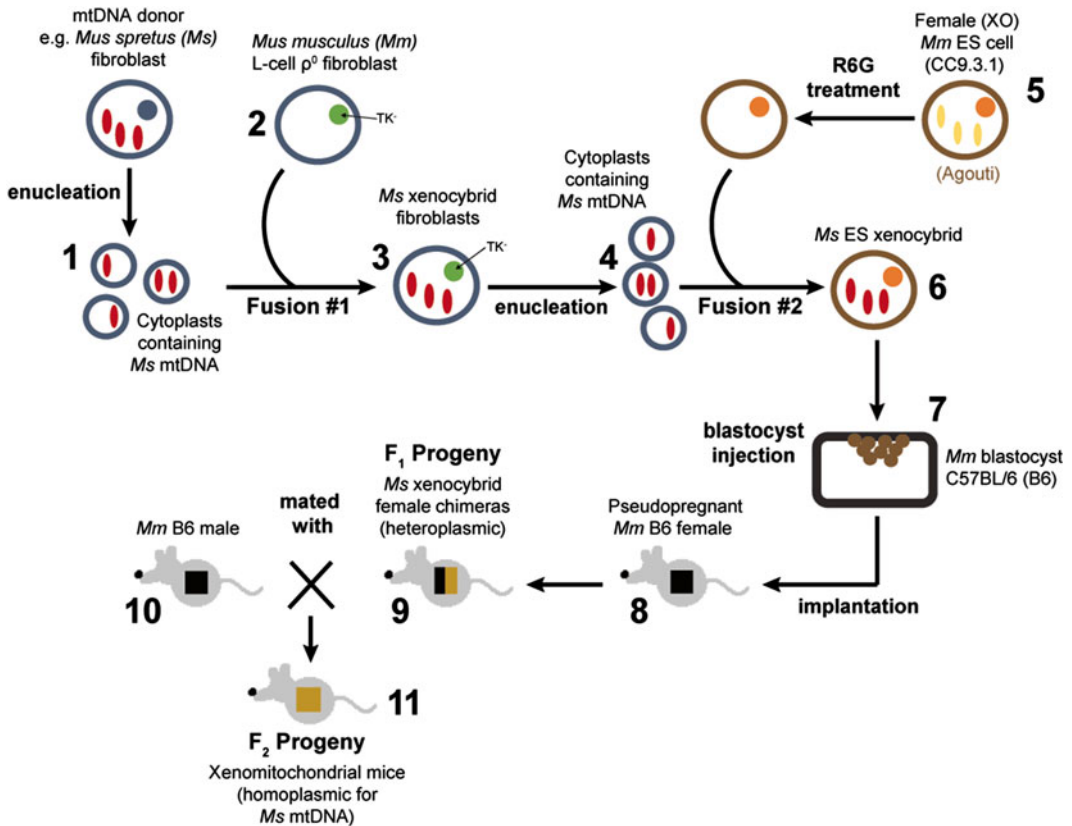 mtDNA donor
e.g. Mus spretus (Ms)
fibroblast
enucleation
1
Cytoplasts
containing
Ms mtDNA
Mus musculus (Mm)
L-cell ρ⁰ fibroblast
2
TK⁻
Fusion #1
Ms xenocybrid
fibroblasts
3
TK⁻
enucleation
Cytoplasts
containing
Ms mtDNA
4
Fusion #2
R6G
treatment
Female (XO)
Mm ES cell
(CC9.3.1)
5
(Agouti)
Ms ES xenocybrid
6
7
blastocyst
injection
Mm blastocyst
C57BL/6 (B6)
implantation
Pseudopregnant
Mm B6 female
8
F₁ Progeny
Ms xenocybrid
female chimeras
(heteroplasmic)
9
mated
with
Mm B6 male
10
11
F₂ Progeny
Xenomitochondrial mice
(homoplasmic for
Ms mtDNA)